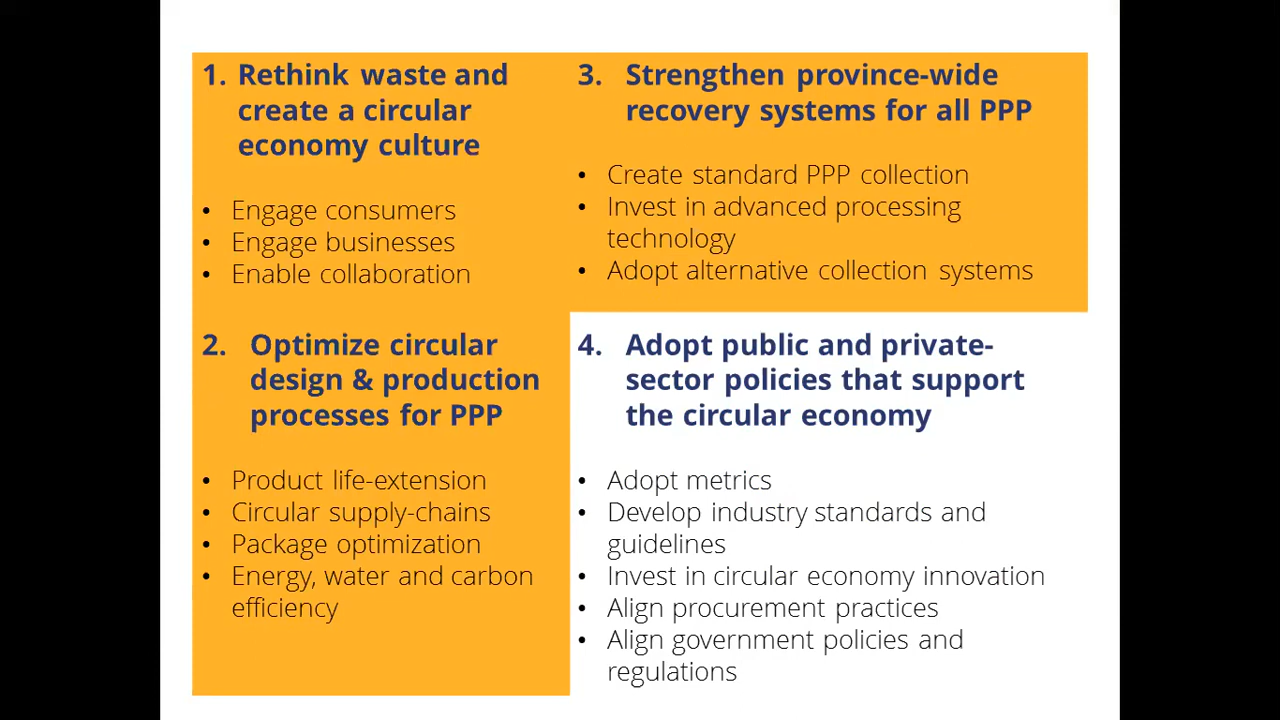 1. Rethink waste and
create a circular
economy culture
• Engage consumers
• Engage businesses
• Enable collaboration
2. Optimize circular
design & production
processes for PPP
• Product life-extension
• Circular supply-chains
• Package optimization
• Energy, water and carbon
efficiency
3. Strengthen province-wide
recovery systems for all PPP
• Create standard PPP collection
• Invest in advanced processing
technology
• Adopt alternative collection systems
4. Adopt public and private-
sector policies that support
the circular economy
• Adopt metrics
• Develop industry standards and
guidelines
• Invest in circular economy innovation
• Align procurement practices
• Align government policies and
regulations